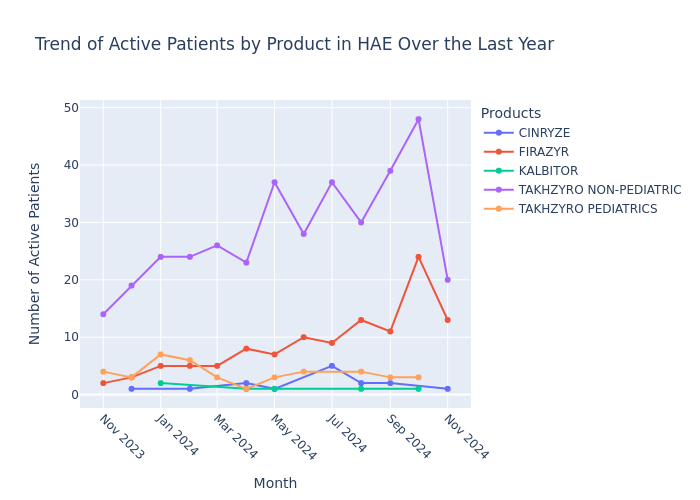 Trend of Active Patients by Product in HAE Over the Last Year
Products
CINRYZE
FIRAZYR
KALBITOR
TAKHZYRO NON-PEDIATRIC
TAKHZYRO PEDIATRICS
Number of Active Patients
50
40
30
20
10
0
Nov 2023
Jan 2024
Mar 2024
May 2024
Jul 2024
Sep 2024
Nov 2024
Month